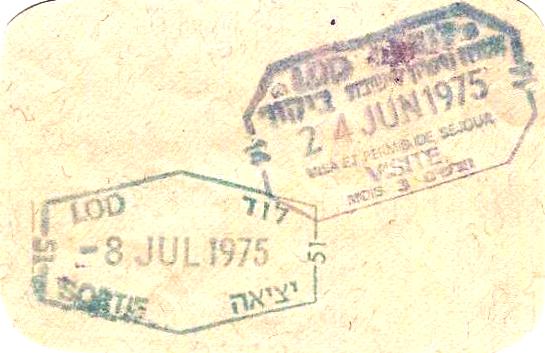 LOD
ביקור
24 JUN 1975
VISA ET PERMIS DE SEJOUR
VISITE
MOIS 3
LOD לוד
-8 JUL 1975
51 51
SORTIE יציאה